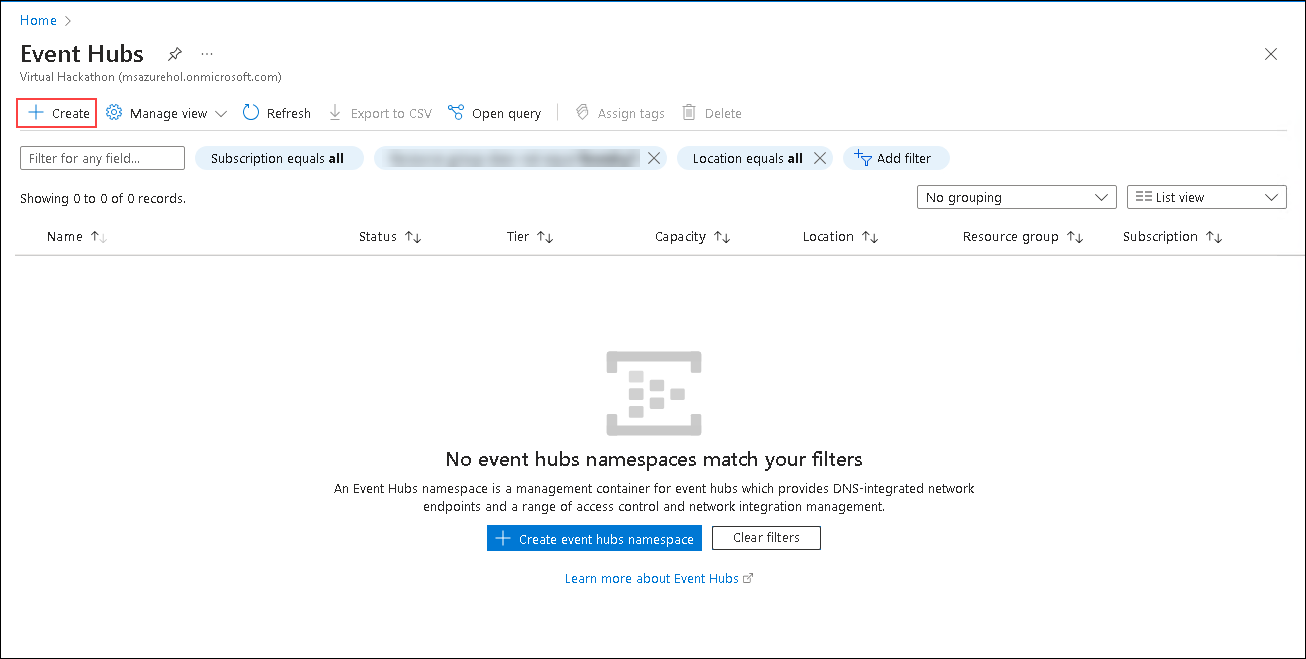 Home
Event Hubs
Virtual Hackathon (msazurehol.onmicrosoft.com)
Create Manage view Refresh Export to CSV Open query Assign tags Delete
Filter for any field... Subscription equals all Location equals all Add filter
Showing 0 to 0 of 0 records. No grouping List view
Name Status Tier Capacity Location Resource group Subscription
No event hubs namespaces match your filters
An Event Hubs namespace is a management container for event hubs which provides DNS-integrated network
endpoints and a range of access control and network integration management.
Create event hubs namespace Clear filters
Learn more about Event Hubs